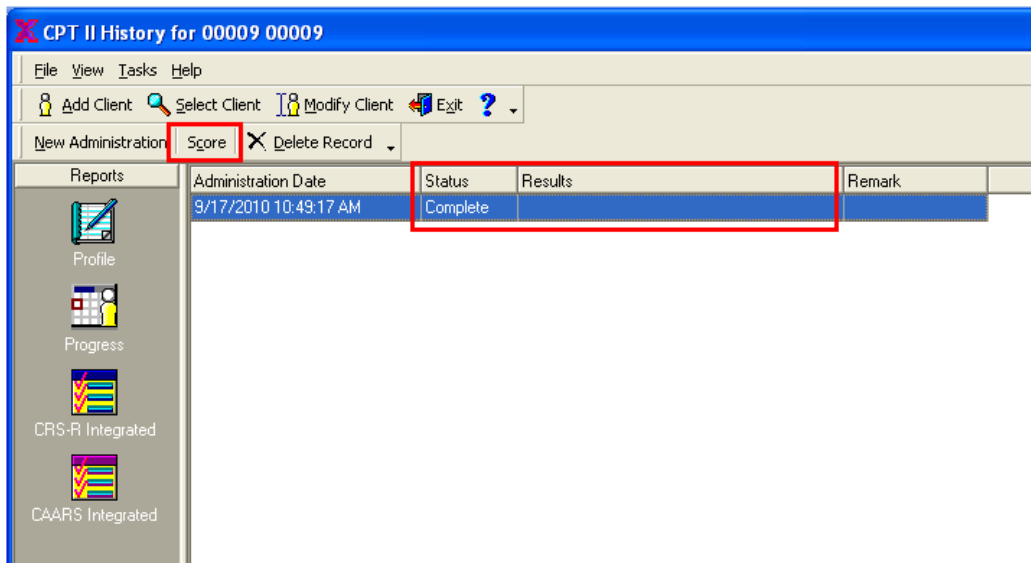 CPT II History for 00009 00009
File View Tasks Help
Add Client Select Client Modify Client Exit ?
New Administration Score Delete Record
Reports
Administration Date Status Results Remark
9/17/2010 10:49:17 AM Complete
Profile
Progress
CRS-R Integrated
CAARS Integrated